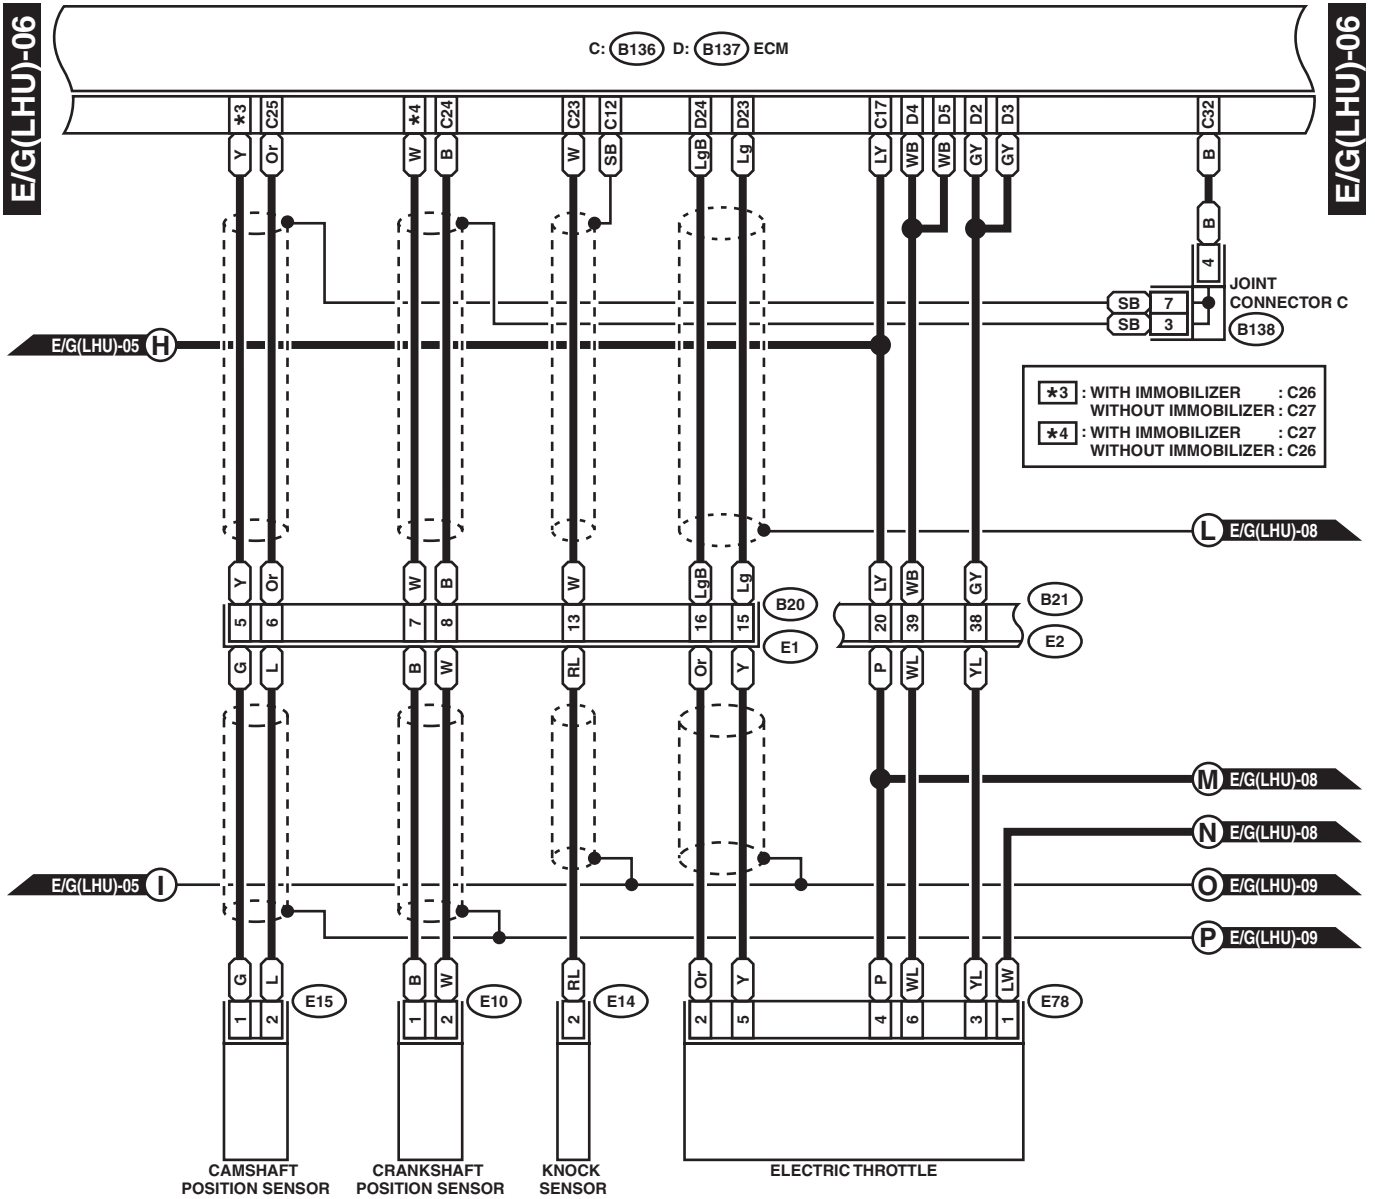 E/G(LHU)-06
E/G(LHU)-06
C: B136 D: B137 ECM
*3 C25 *4 C24 C23 C12 D24 D23 C17 D4 D5 D2 D3 C32
Y Or W B W SB LgB Lg LY WB WB GY GY B
B
4
JOINT
CONNECTOR C
SB 7
SB 3
B138
E/G(LHU)-05 H
*3 : WITH IMMOBILIZER : C26
WITHOUT IMMOBILIZER : C27
*4 : WITH IMMOBILIZER : C27
WITHOUT IMMOBILIZER : C26
L E/G(LHU)-08
Y Or W B W LgB Lg LY WB GY
B20 B21
5 6 7 8 13 16 15 20 39 38
E1 E2
G L B W RL Or Y P WL YL
M E/G(LHU)-08
N E/G(LHU)-08
E/G(LHU)-05 I O E/G(LHU)-09
P E/G(LHU)-09
G L B W RL Or Y P WL YL LW
E15 E10 E14 E78
1 2 1 2 2 2 5 4 6 3 1
CAMSHAFT
POSITION SENSOR
CRANKSHAFT
POSITION SENSOR
KNOCK
SENSOR
ELECTRIC THROTTLE